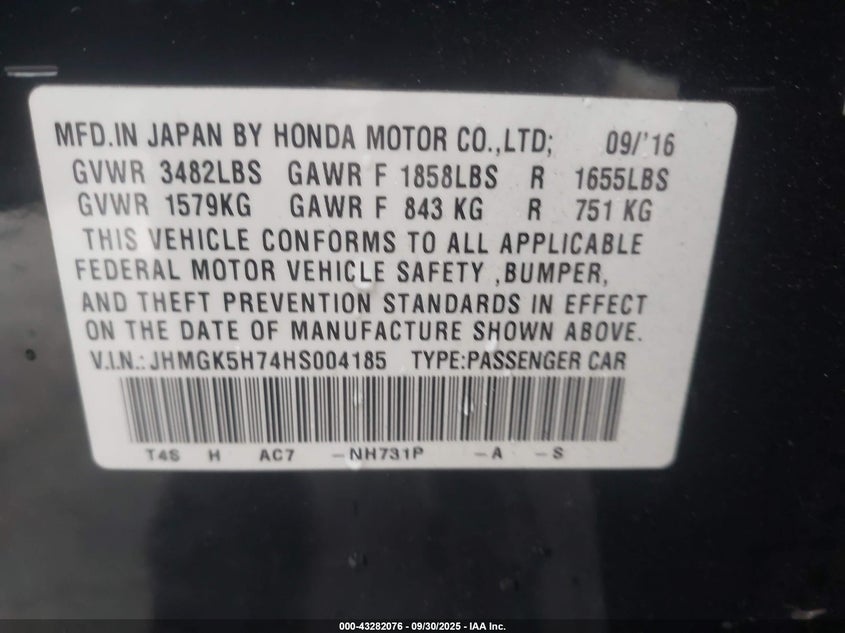 MFD.IN JAPAN BY HONDA MOTOR CO.,LTD; 09/'16
GVWR 3482LBS GAWR F 1858LBS R 1655LBS
GVWR 1579KG GAWR F 843 KG R 751 KG
THIS VEHICLE CONFORMS TO ALL APPLICABLE
FEDERAL MOTOR VEHICLE SAFETY ,BUMPER,
AND THEFT PREVENTION STANDARDS IN EFFECT
ON THE DATE OF MANUFACTURE SHOWN ABOVE.
V.I.N.: JHMGK5H74HS004185 TYPE:PASSENGER CAR
T4S H AC7 -NH731P -A -S
000-43282076 - 09/30/2025 - IAA Inc.